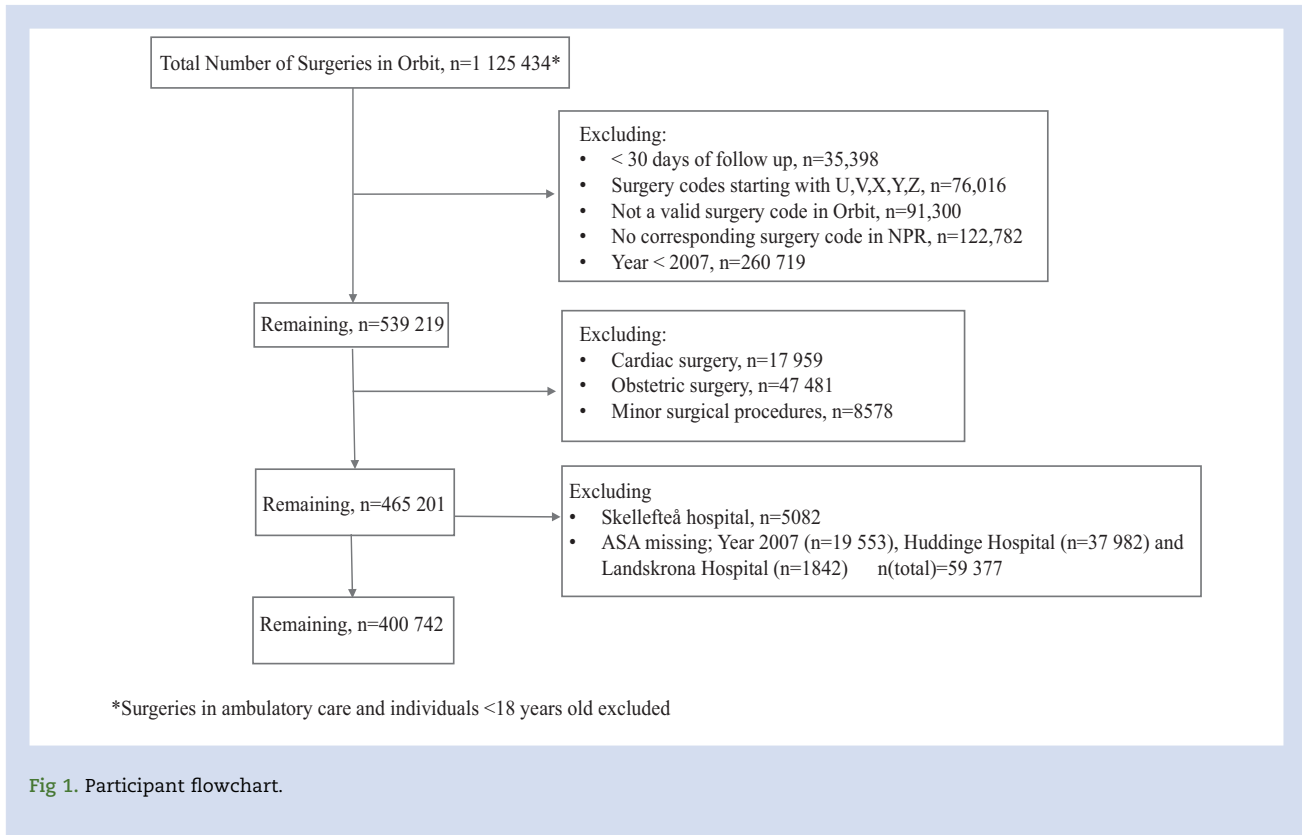 Total Number of Surgeries in Orbit, n=1 125 434*
Excluding:
• < 30 days of follow up, n=35,398
• Surgery codes starting with U,V,X,Y,Z, n=76,016
• Not a valid surgery code in Orbit, n=91,300
• No corresponding surgery code in NPR, n=122,782
• Year < 2007, n=260 719
Remaining, n=539 219
Excluding:
• Cardiac surgery, n=17 959
• Obstetric surgery, n=47 481
• Minor surgical procedures, n=8578
Remaining, n=465 201
Excluding
• Skellefteå hospital, n=5082
• ASA missing; Year 2007 (n=19 553), Huddinge Hospital (n=37 982) and
Landskrona Hospital (n=1842) n(total)=59 377
Remaining, n=400 742
*Surgeries in ambulatory care and individuals <18 years old excluded
Fig 1. Participant flowchart.